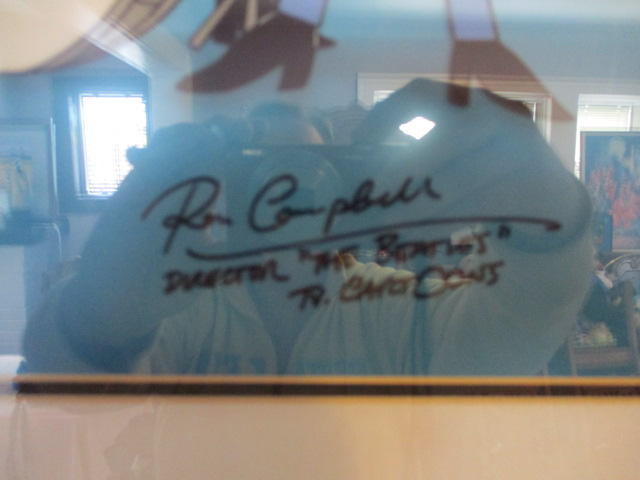 Ron Campbell
DIRECTOR "THE BEATLES"
TV. CARTOONS